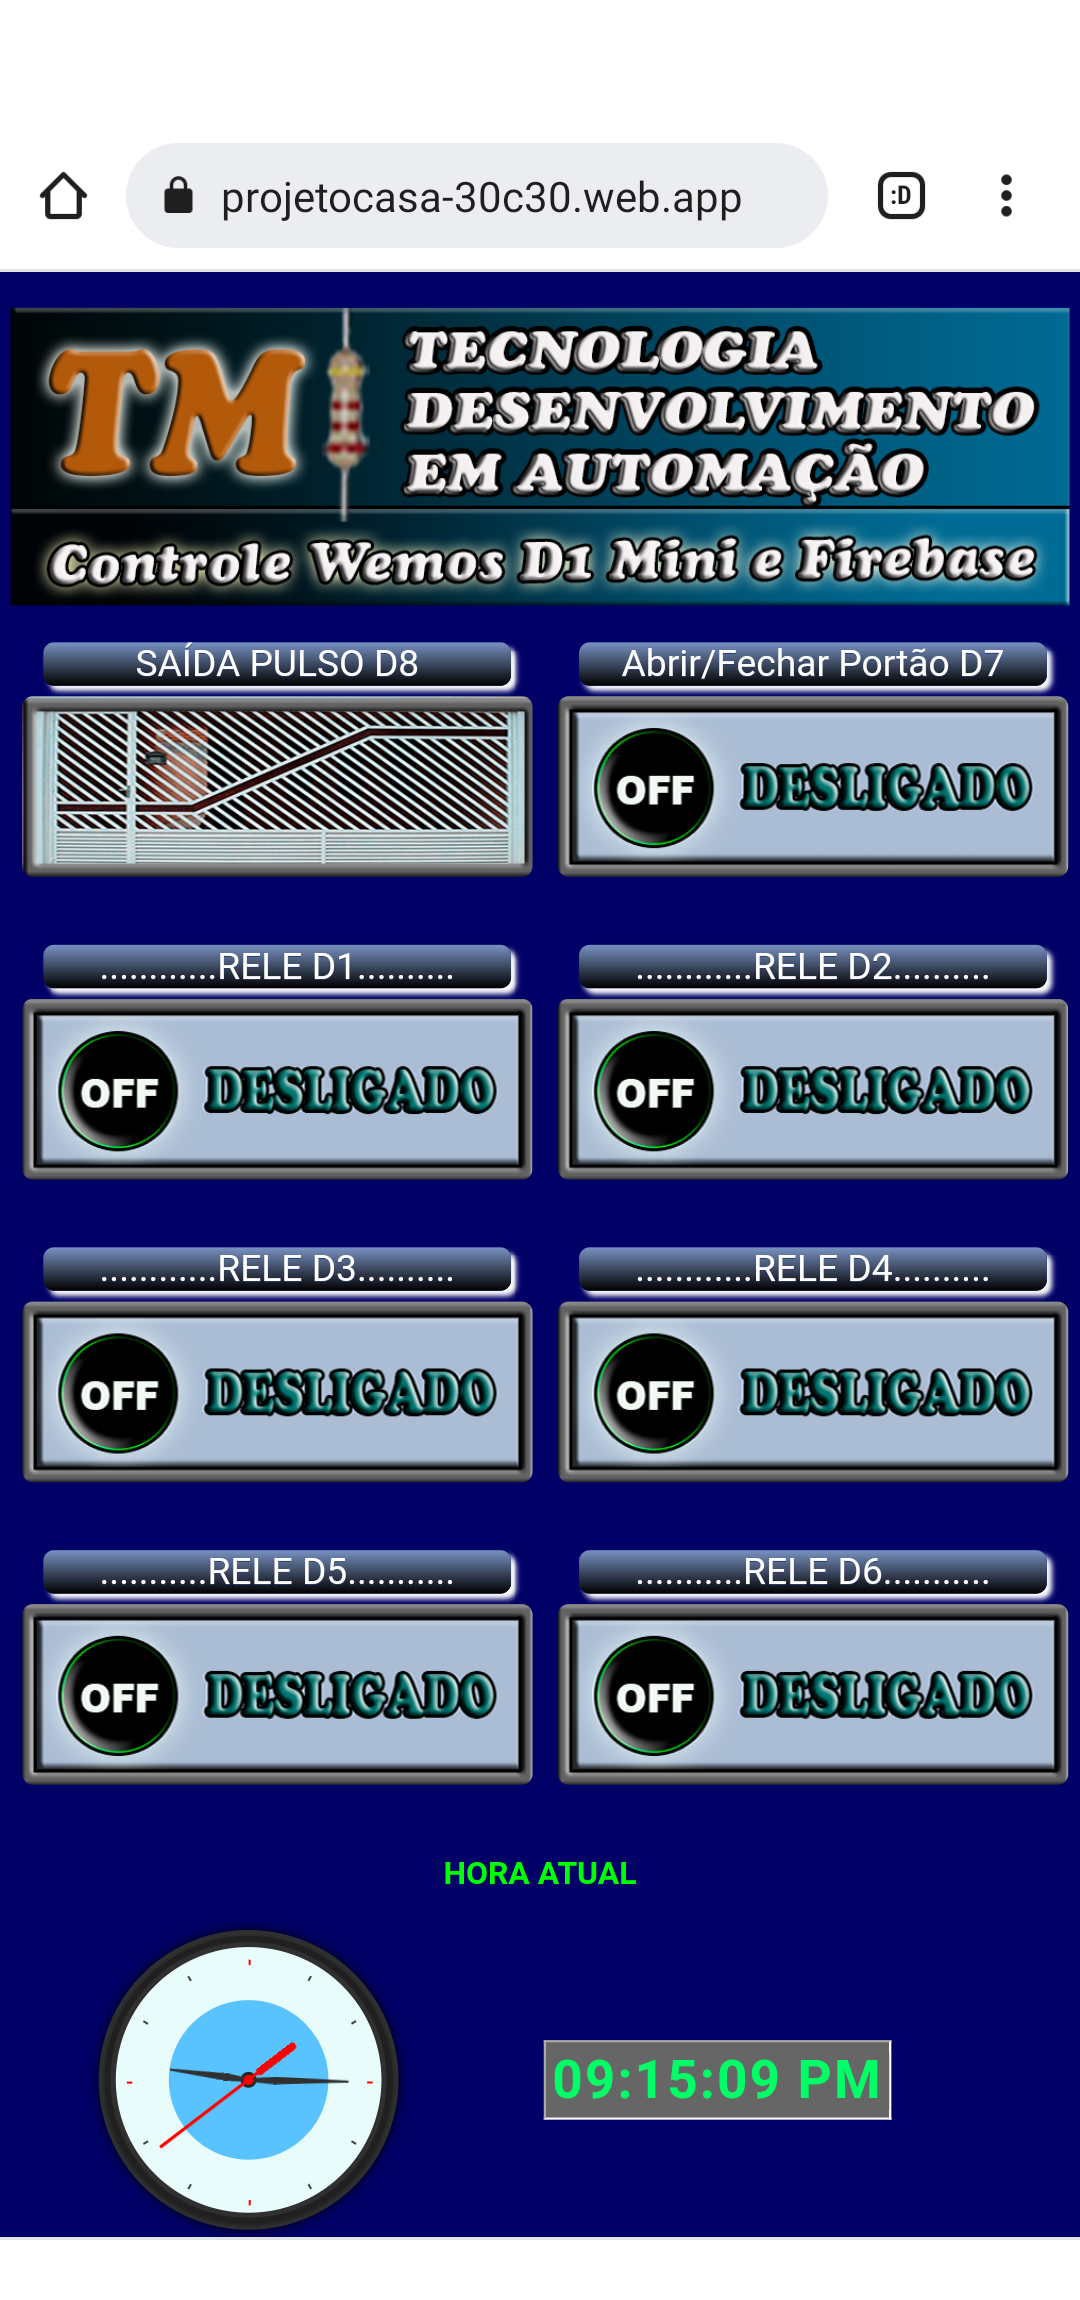 projetocasa-30c30.web.app
:D
TM
TECNOLOGIA
DESENVOLVIMENTO
EM AUTOMAÇÃO
Controle Wemos D1 Mini e Firebase
SAÍDA PULSO D8
Abrir/Fechar Portão D7
OFF DESLIGADO
............RELE D1..........
............RELE D2..........
OFF DESLIGADO
OFF DESLIGADO
............RELE D3..........
............RELE D4..........
OFF DESLIGADO
OFF DESLIGADO
...........RELE D5...........
...........RELE D6...........
OFF DESLIGADO
OFF DESLIGADO
HORA ATUAL
09:15:09 PM